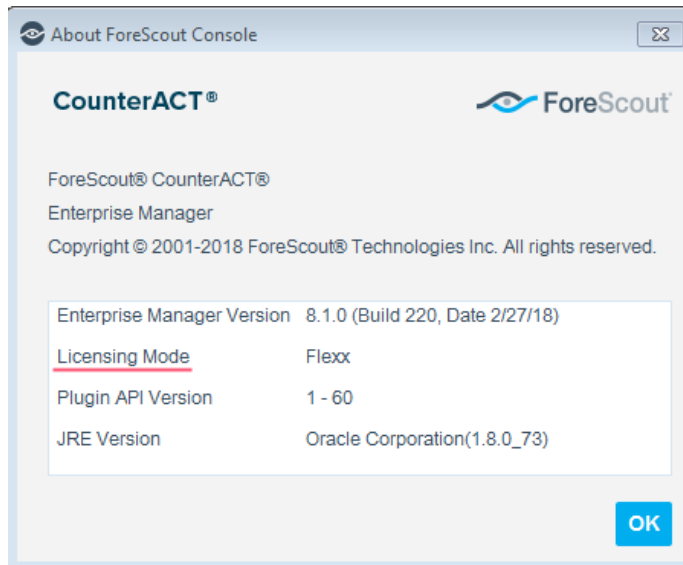 About ForeScout Console
CounterACT®
ForeScout
ForeScout® CounterACT®
Enterprise Manager
Copyright © 2001-2018 ForeScout® Technologies Inc. All rights reserved.
Enterprise Manager Version 8.1.0 (Build 220, Date 2/27/18)
Licensing Mode Flexx
Plugin API Version 1 - 60
JRE Version Oracle Corporation(1.8.0_73)
OK